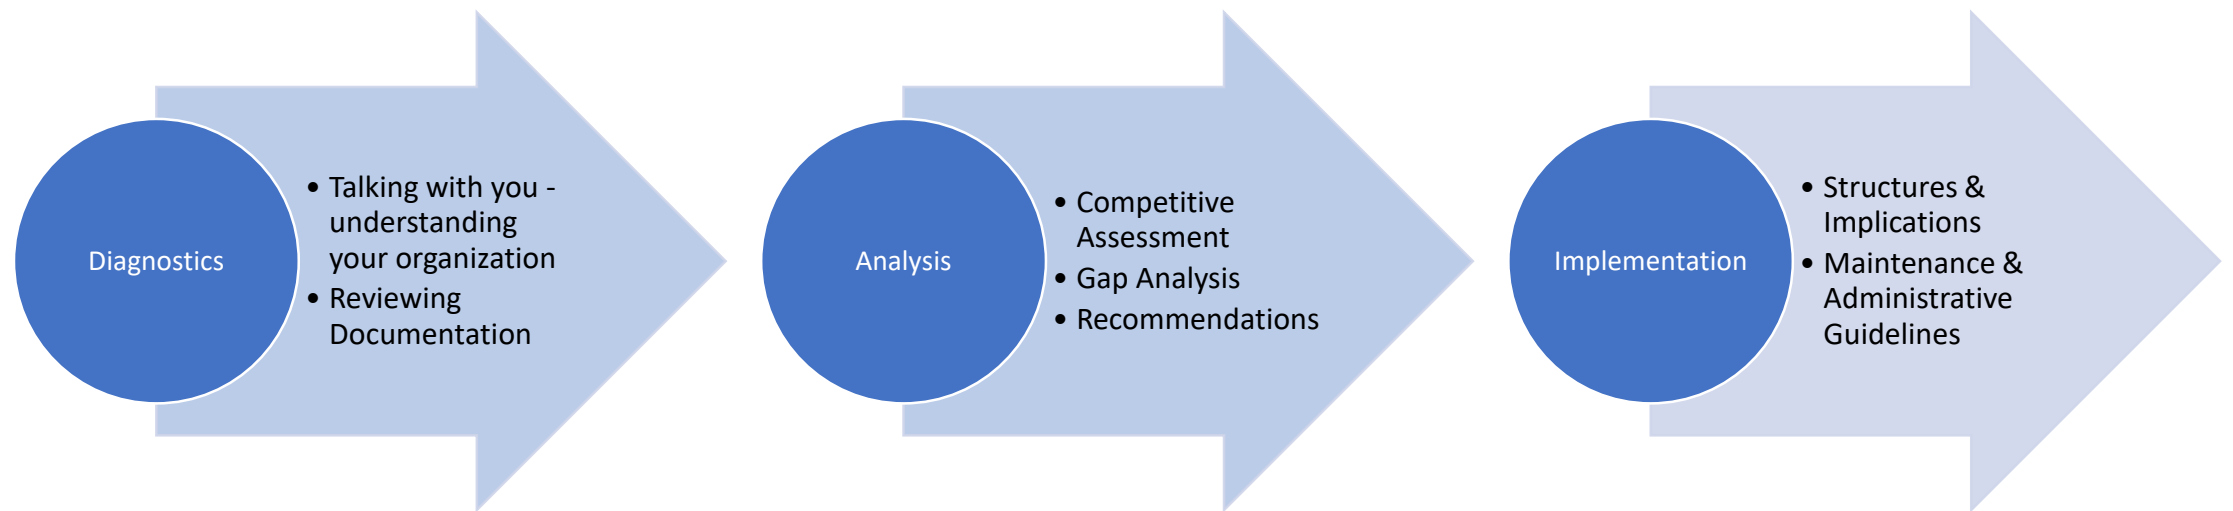 Diagnostics
• Talking with you -
understanding
your organization
• Reviewing
Documentation
Analysis
• Competitive
Assessment
• Gap Analysis
• Recommendations
Implementation
• Structures &
Implications
• Maintenance &
Administrative
Guidelines